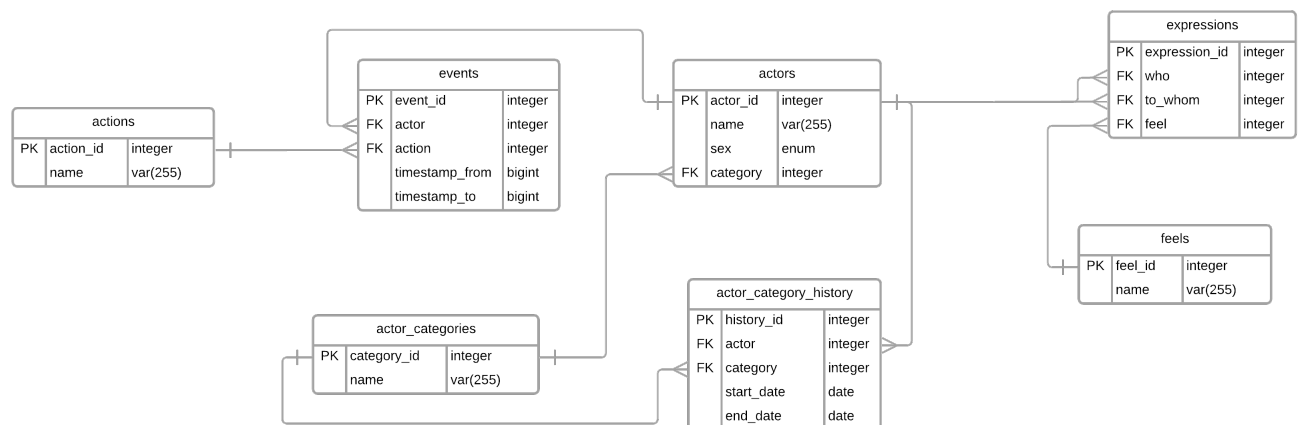 expressions
PK expression_id integer
FK who integer
FK to_whom integer
FK feel integer
events
PK event_id integer
FK actor integer
FK action integer
timestamp_from bigint
timestamp_to bigint
actors
PK actor_id integer
name var(255)
sex enum
FK category integer
actions
PK action_id integer
name var(255)
feels
PK feel_id integer
name var(255)
actor_category_history
PK history_id integer
FK actor integer
FK category integer
start_date date
end_date date
actor_categories
PK category_id integer
name var(255)